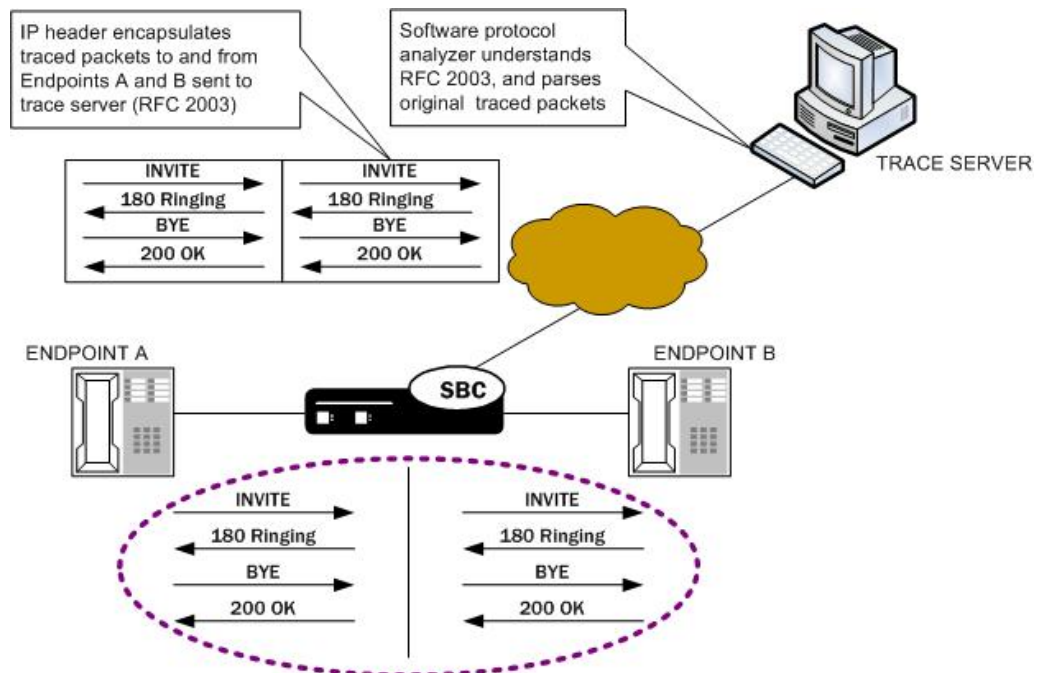 IP header encapsulates
traced packets to and from
Endpoints A and B sent to
trace server (RFC 2003)
Software protocol
analyzer understands
RFC 2003, and parses
original traced packets
TRACE SERVER
INVITE
180 Ringing
BYE
200 OK
INVITE
180 Ringing
BYE
200 OK
ENDPOINT A
SBC
ENDPOINT B
INVITE
180 Ringing
BYE
200 OK
INVITE
180 Ringing
BYE
200 OK